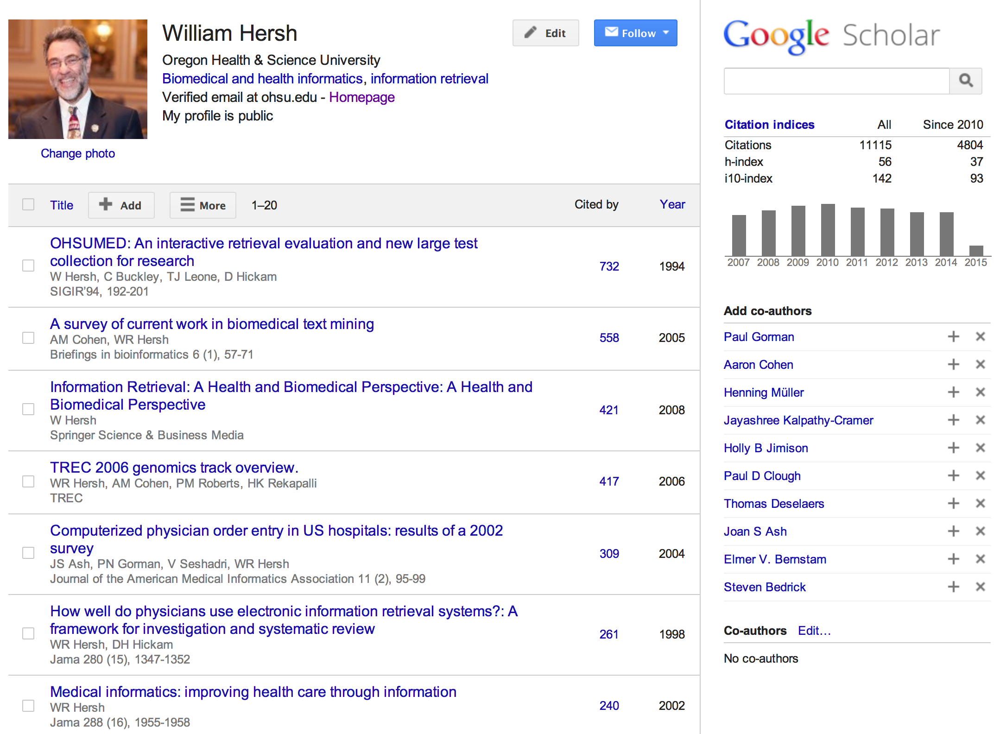 William Hersh
Edit
Follow
Oregon Health & Science University
Biomedical and health informatics, information retrieval
Verified email at ohsu.edu - Homepage
My profile is public
Change photo
Title
Add
More
1–20
Cited by
Year
OHSUMED: An interactive retrieval evaluation and new large test
collection for research
W Hersh, C Buckley, TJ Leone, D Hickam
SIGIR'94, 192-201
732
1994
A survey of current work in biomedical text mining
AM Cohen, WR Hersh
Briefings in bioinformatics 6 (1), 57-71
558
2005
Information Retrieval: A Health and Biomedical Perspective: A Health and
Biomedical Perspective
W Hersh
Springer Science & Business Media
421
2008
TREC 2006 genomics track overview.
WR Hersh, AM Cohen, PM Roberts, HK Rekapalli
TREC
417
2006
Computerized physician order entry in US hospitals: results of a 2002
survey
JS Ash, PN Gorman, V Seshadri, WR Hersh
Journal of the American Medical Informatics Association 11 (2), 95-99
309
2004
How well do physicians use electronic information retrieval systems?: A
framework for investigation and systematic review
WR Hersh, DH Hickam
Jama 280 (15), 1347-1352
261
1998
Medical informatics: improving health care through information
WR Hersh
Jama 288 (16), 1955-1958
240
2002
Google Scholar
Citation indices All Since 2010
Citations 11115 4804
h-index 56 37
i10-index 142 93
2007 2008 2009 2010 2011 2012 2013 2014 2015
Add co-authors
Paul Gorman
Aaron Cohen
Henning Müller
Jayashree Kalpathy-Cramer
Holly B Jimison
Paul D Clough
Thomas Deselaers
Joan S Ash
Elmer V. Bernstam
Steven Bedrick
Co-authors Edit…
No co-authors